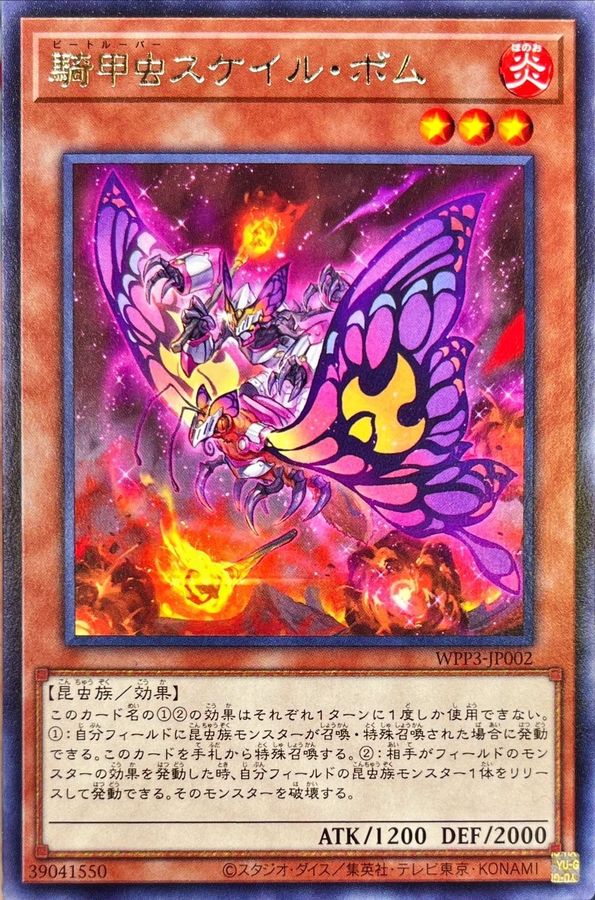 ビートルーパー
騎甲虫スケイル・ボム
ほのお
炎
WPP3-JP002
【昆虫族／効果】
このカード名の①②の効果はそれぞれ1ターンに1度しか使用できない。
①：自分フィールドに昆虫族モンスターが召喚・特殊召喚された場合に発動
できる。このカードを手札から特殊召喚する。②：相手がフィールドのモン
スターの効果を発動した時、自分フィールドの昆虫族モンスター1体をリリー
スして発動できる。そのモンスターを破壊する。
ATK/1200 DEF/2000
39041550
©スタジオ・ダイス／集英社・テレビ東京・KONAMI